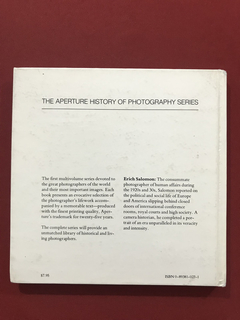 THE APERTURE HISTORY OF PHOTOGRAPHY SERIES
The first multivolume series devoted to
the great photographers of the world
and their most important images. Each
book presents an evocative selection of
the photographer's lifework accom-
panied by a memorable text—produced
with the finest printing quality, Aper-
ture's trademark for twenty-five years.
The complete series will provide an
unmatched library of historical and liv-
ing photographers.
Erich Salomon: The consummate
photographer of human affairs during
the 1920s and 30s, Salomon reported on
the political and social life of Europe
and America slipping behind closed
doors of international conference
rooms, royal courts and high society. A
camera historian, he completed a por-
trait of an era unparalleled in its veracity
and intensity.